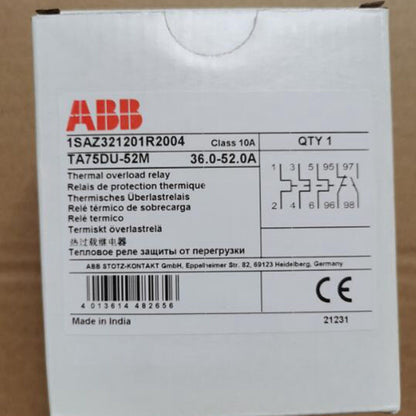 ABB
1SAZ321201R2004 Class 10A QTY 1
TA75DU-52M 36.0-52.0A
Thermal overload relay
Relais de protection thermique
Thermisches Überlastrelais
Relé térmico de sobrecarga
Relè termico
Termiskt överlastrelä
热过载继电器
Тепловое реле защиты от перегрузки
1 3 5 95 97
2 4 6 96 98
ABB STOTZ-KONTAKT GmbH, Eppelheimer Str. 82, 69123 Heidelberg, Germany
4 013614 482656
CE
Made in India 21231